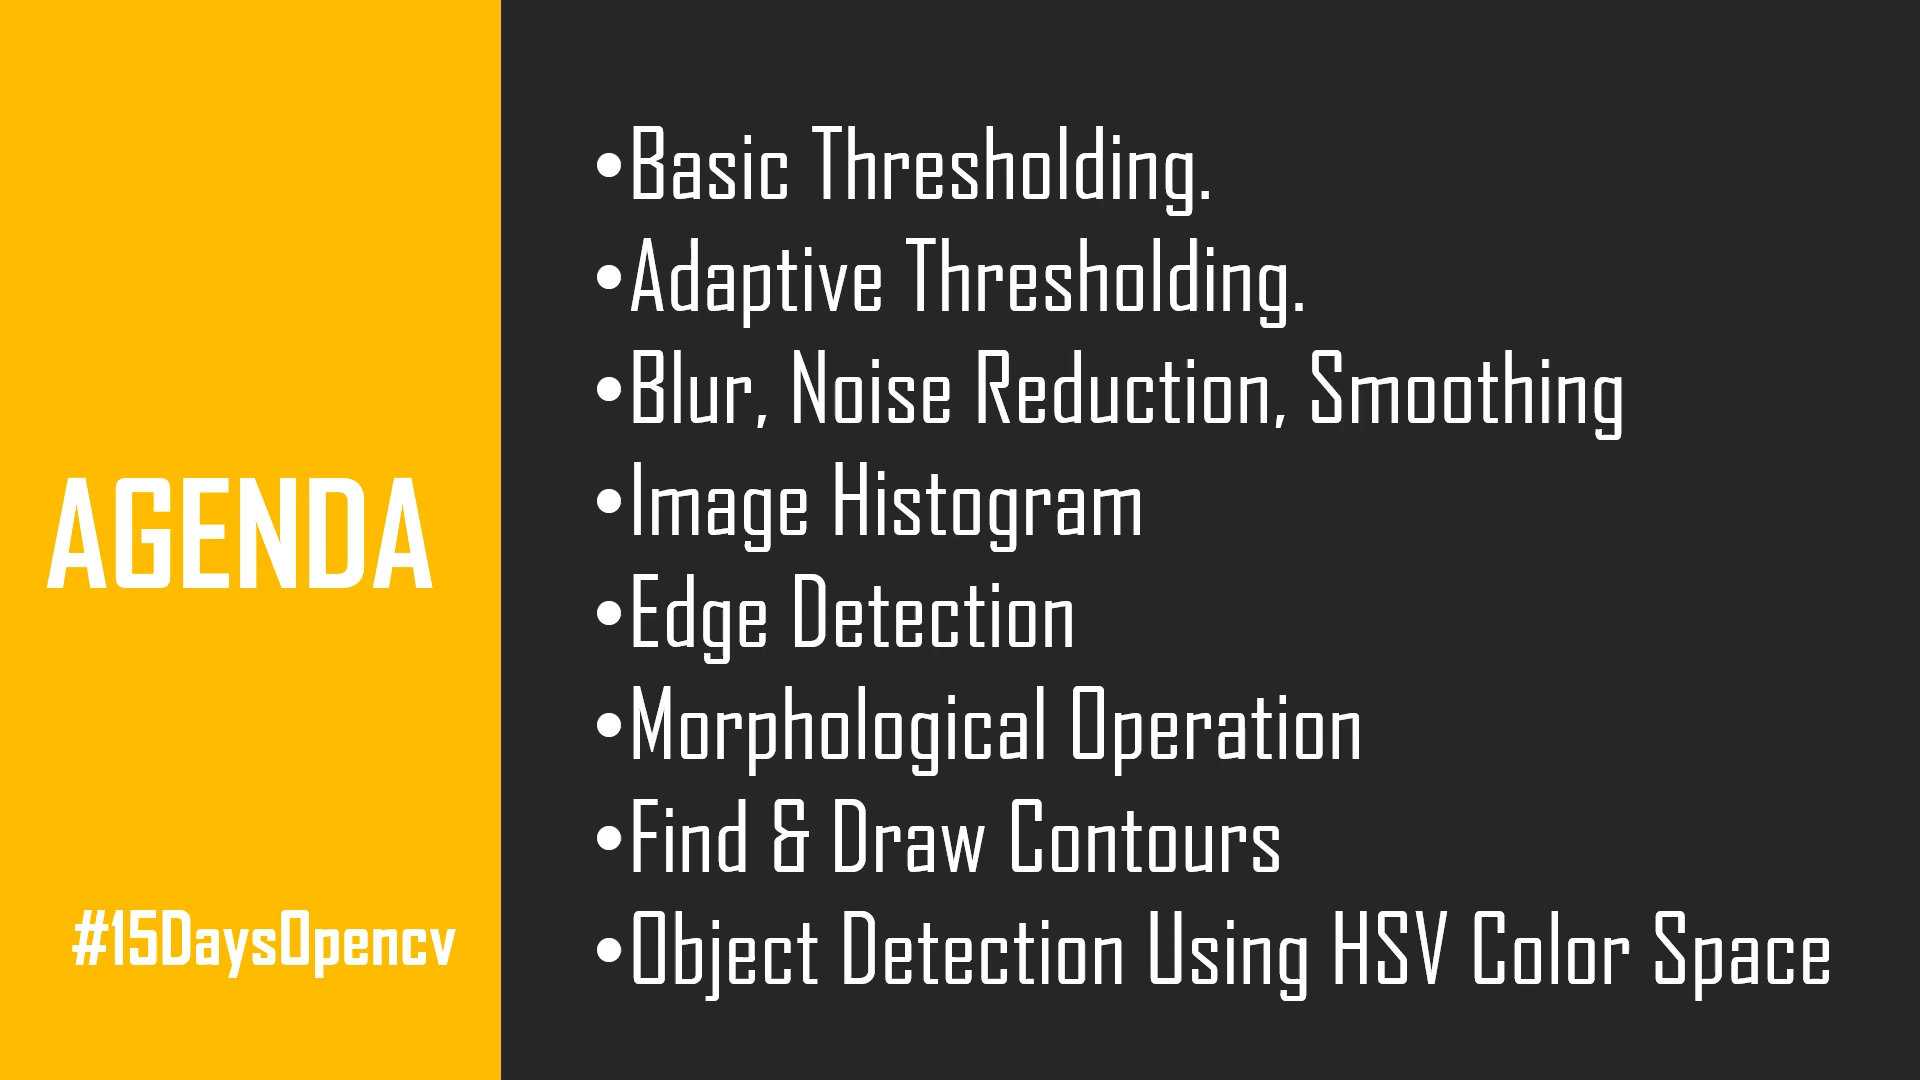 AGENDA
#15DaysOpencv
•Basic Thresholding.
•Adaptive Thresholding.
•Blur, Noise Reduction, Smoothing
•Image Histogram
•Edge Detection
•Morphological Operation
•Find & Draw Contours
•Object Detection Using HSV Color Space